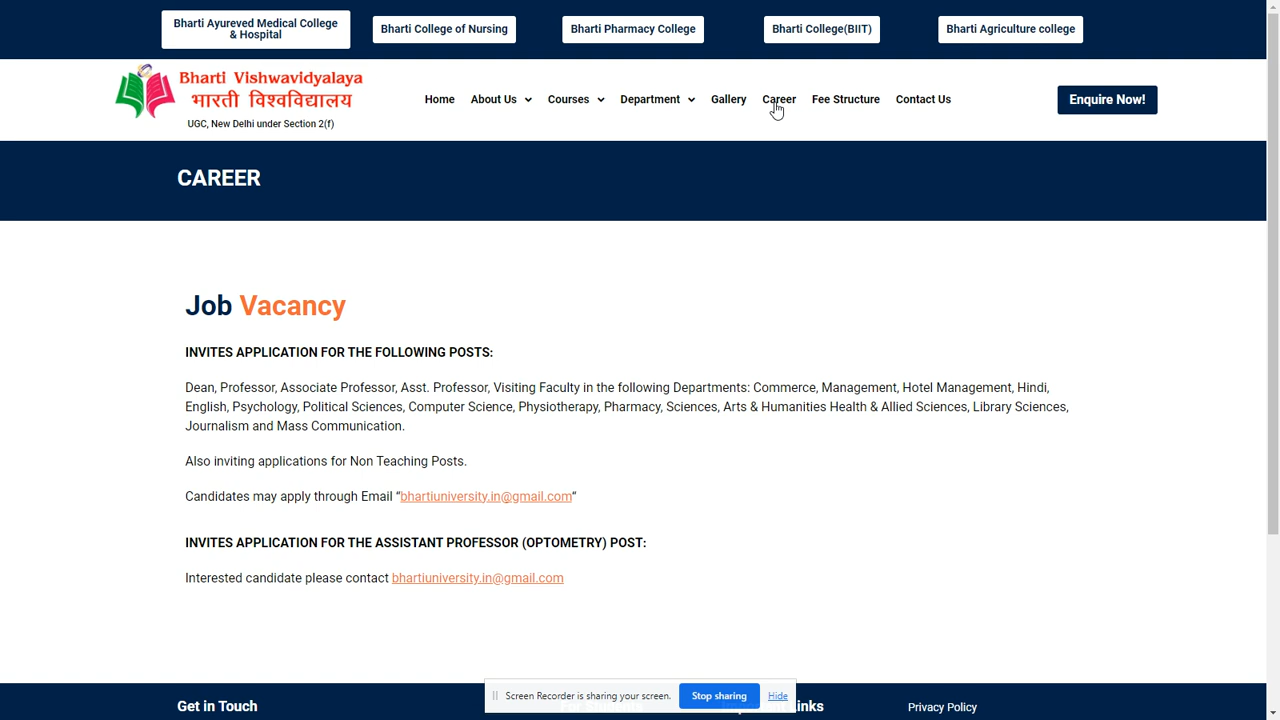 Bharti Ayureved Medical College
& Hospital
Bharti College of Nursing
Bharti Pharmacy College
Bharti College(BIIT)
Bharti Agriculture college
Bharti Vishwavidyalaya
भारती विश्वविद्यालय
UGC, New Delhi under Section 2(f)
Home
About Us
Courses
Department
Gallery
Career
Fee Structure
Contact Us
Enquire Now!
CAREER
Job Vacancy
INVITES APPLICATION FOR THE FOLLOWING POSTS:
Dean, Professor, Associate Professor, Asst. Professor, Visiting Faculty in the following Departments: Commerce, Management, Hotel Management, Hindi,
English, Psychology, Political Sciences, Computer Science, Physiotherapy, Pharmacy, Sciences, Arts & Humanities Health & Allied Sciences, Library Sciences,
Journalism and Mass Communication.
Also inviting applications for Non Teaching Posts.
Candidates may apply through Email “bhartiuniversity.in@gmail.com“
INVITES APPLICATION FOR THE ASSISTANT PROFESSOR (OPTOMETRY) POST:
Interested candidate please contact bhartiuniversity.in@gmail.com
Get in Touch
Screen Recorder is sharing your screen.
Stop sharing
Hide
Privacy Policy